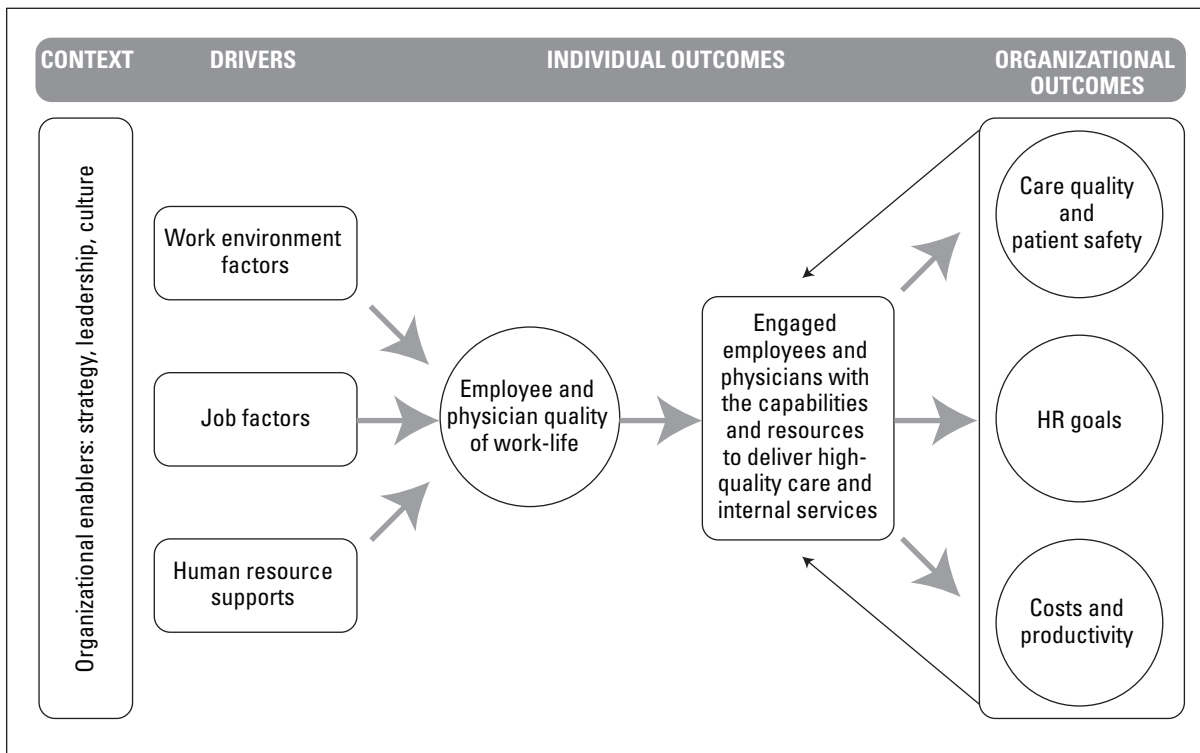 CONTEXT
DRIVERS
INDIVIDUAL OUTCOMES
ORGANIZATIONAL
OUTCOMES
Organizational enablers: strategy, leadership, culture
Work environment
factors
Job factors
Human resource
supports
Employee and
physician quality
of work-life
Engaged
employees and
physicians with
the capabilities
and resources
to deliver high-
quality care and
internal services
Care quality
and
patient safety
HR goals
Costs and
productivity